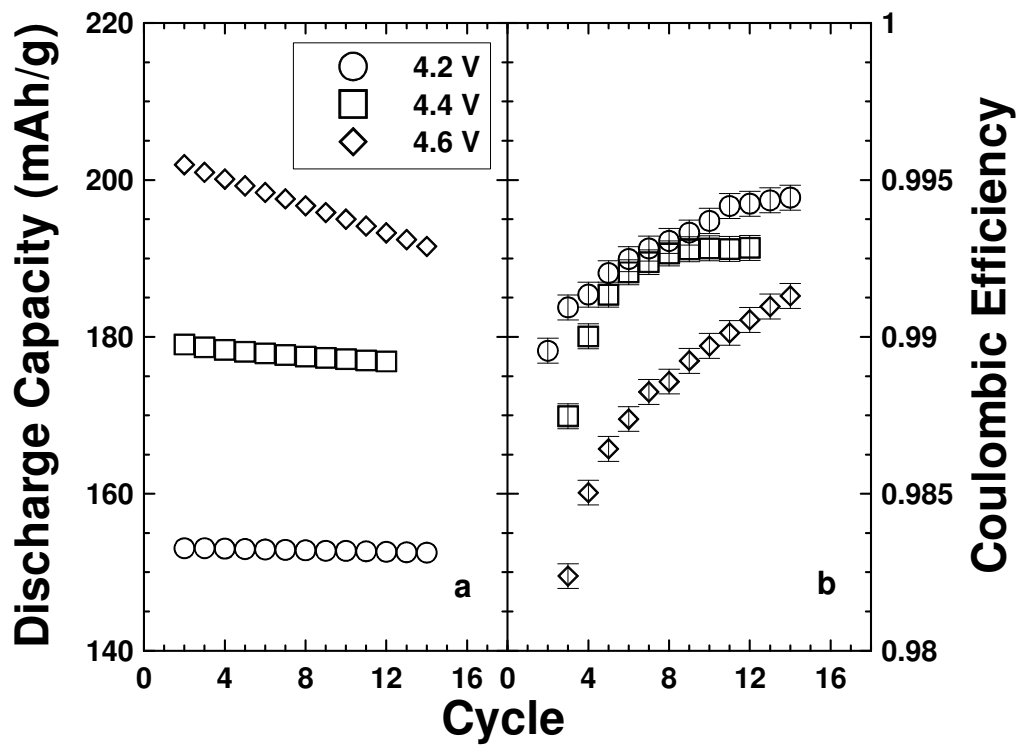 Discharge Capacity (mAh/g)
220
200
180
160
140
4.2 V
4.4 V
4.6 V
a
b
1
0.995
0.99
0.985
0.98
Coulombic Efficiency
0 4 8 12 16 0 4 8 12 16
Cycle